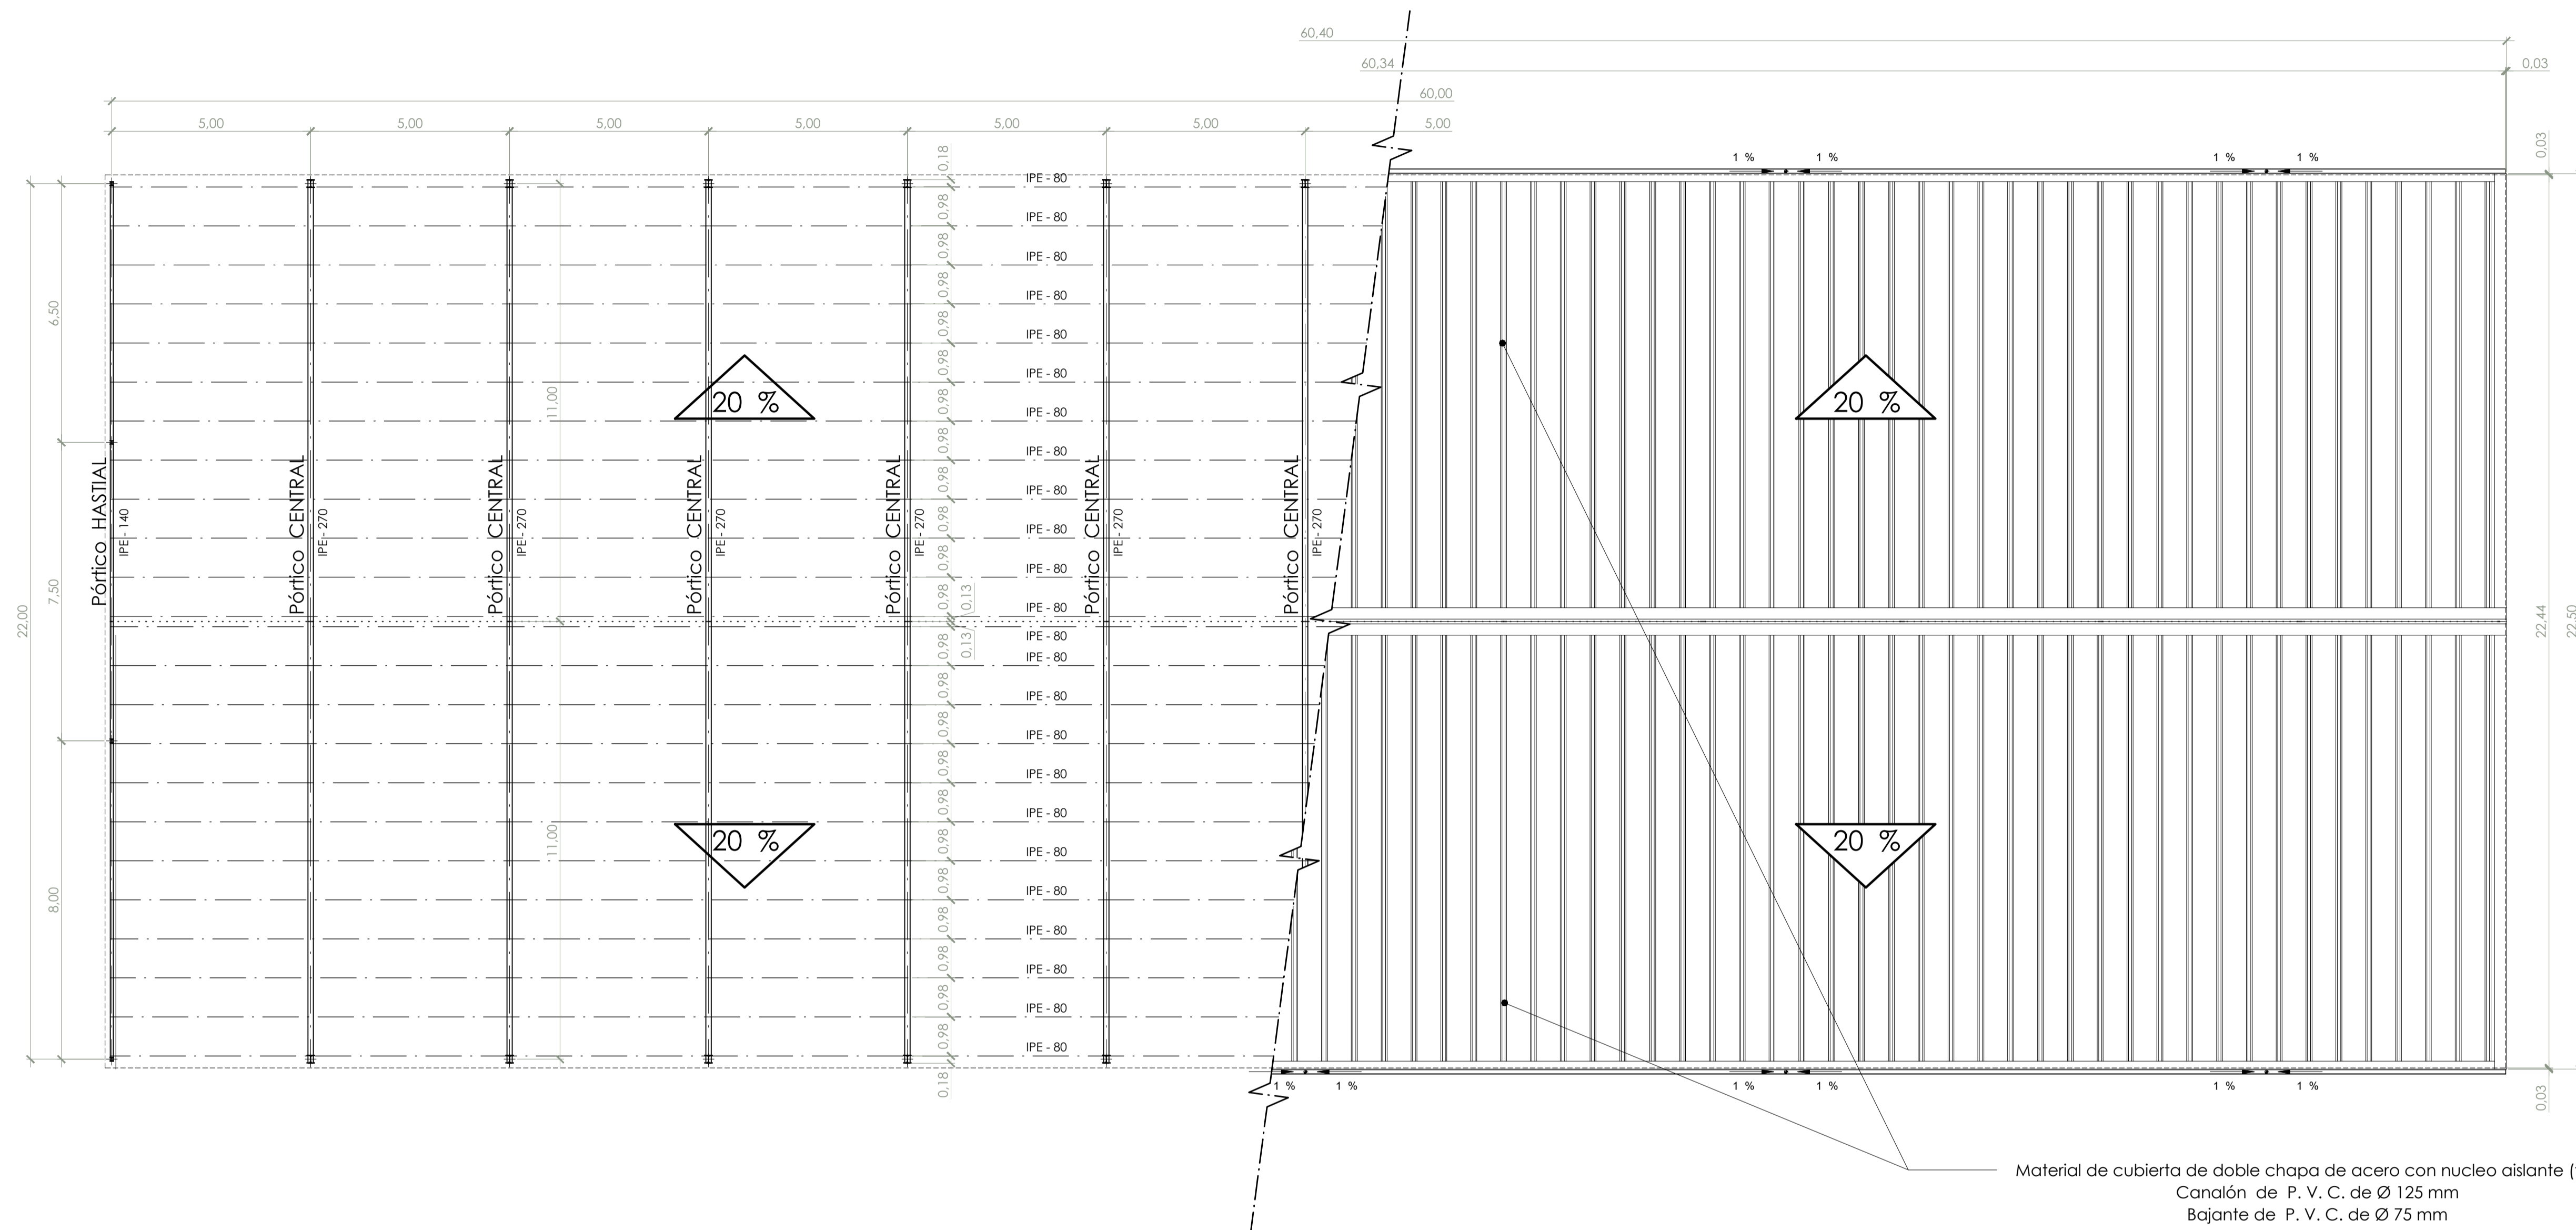 60,40
60,34
0,03
60,00
5,00 5,00 5,00 5,00 5,00 5,00 5,00
0,18
0,03
1 % 1 % 1 % 1 %
IPE - 80
0,98
IPE - 80
0,98
IPE - 80
0,98
IPE - 80
0,98
IPE - 80
0,98
IPE - 80
0,98
IPE - 80
0,98
IPE - 80
0,98
IPE - 80
0,98
IPE - 80
0,98
IPE - 80
0,98
IPE - 80
6,50
11,00
20 %
20 %
Pórtico HASTIAL
IPE - 140
Pórtico CENTRAL
IPE - 270
Pórtico CENTRAL
IPE - 270
Pórtico CENTRAL
IPE - 270
Pórtico CENTRAL
IPE - 270
Pórtico CENTRAL
IPE - 270
Pórtico CENTRAL
IPE - 270
7,50
22,00
0,13
0,13
22,44
22,50
IPE - 80
0,98
IPE - 80
0,98
IPE - 80
0,98
IPE - 80
0,98
IPE - 80
0,98
IPE - 80
0,98
IPE - 80
0,98
IPE - 80
0,98
IPE - 80
0,98
IPE - 80
0,98
IPE - 80
0,98
IPE - 80
11,00
20 %
20 %
8,00
0,18
0,03
1 % 1 % 1 % 1 % 1 % 1 %
Material de cubierta de doble chapa de acero con nucleo aislante (
Canalón de P. V. C. de Ø 125 mm
Bajante de P. V. C. de Ø 75 mm